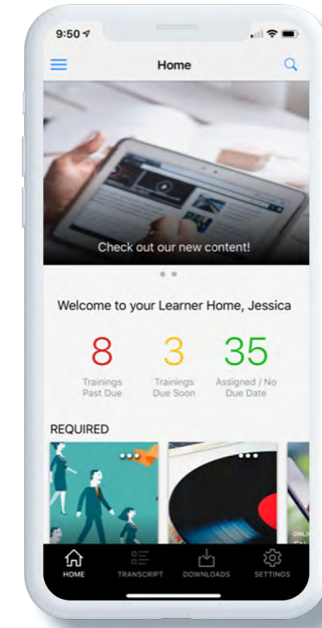 9:50
Home
Check out our new content!
Welcome to your Learner Home, Jessica
8
3
35
Trainings
Past Due
Trainings
Due Soon
Assigned / No
Due Date
REQUIRED
HOME
TRANSCRIPT
DOWNLOADS
SETTINGS